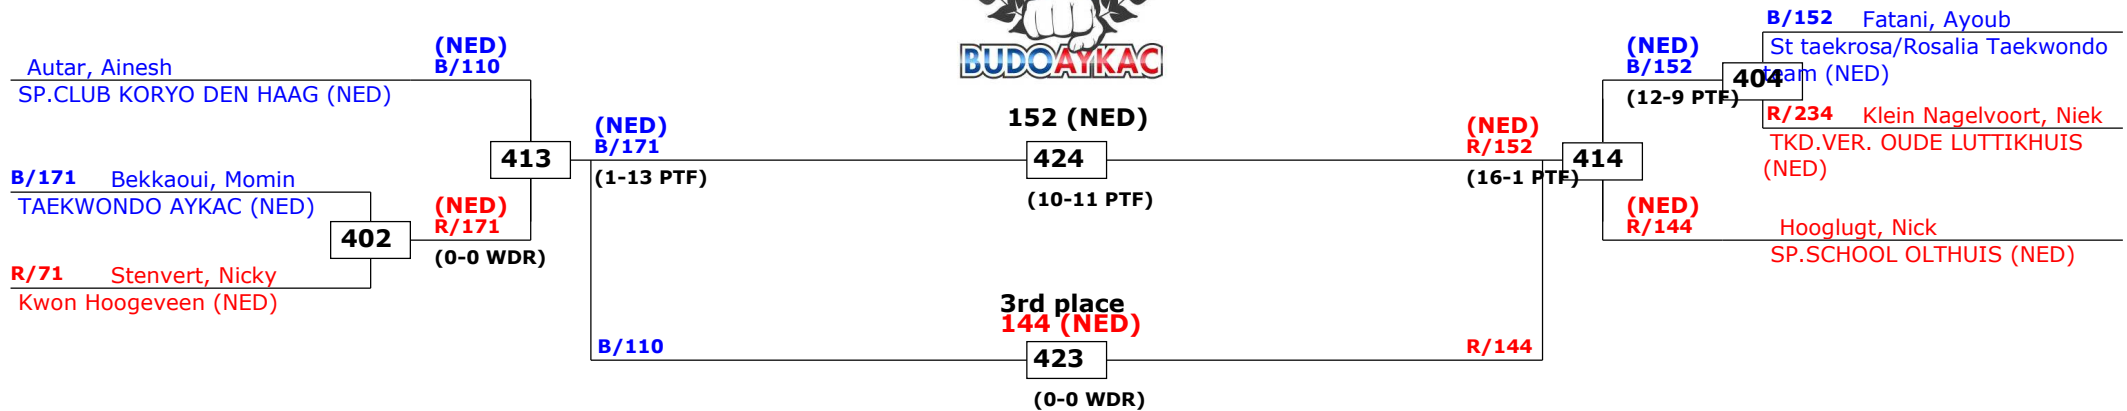 BUDOAYKAC
Autar, Ainesh
SP.CLUB KORYO DEN HAAG (NED)
(NED)
B/110
B/171 Bekkaoui, Momin
TAEKWONDO AYKAC (NED)
R/71 Stenvert, Nicky
Kwon Hoogeveen (NED)
402
(NED)
R/171
(0-0 WDR)
413
(NED)
B/171
(1-13 PTF)
152 (NED)
424
(10-11 PTF)
3rd place
144 (NED)
B/110
423
(0-0 WDR)
R/144
(NED)
R/152
(16-1 PTF)
414
(NED)
B/152
(12-9 PTF)
404
B/152 Fatani, Ayoub
St taekrosa/Rosalia Taekwondo
team (NED)
R/234 Klein Nagelvoort, Niek
TKD.VER. OUDE LUTTIKHUIS
(NED)
(NED)
R/144
Hooglugt, Nick
SP.SCHOOL OLTHUIS (NED)